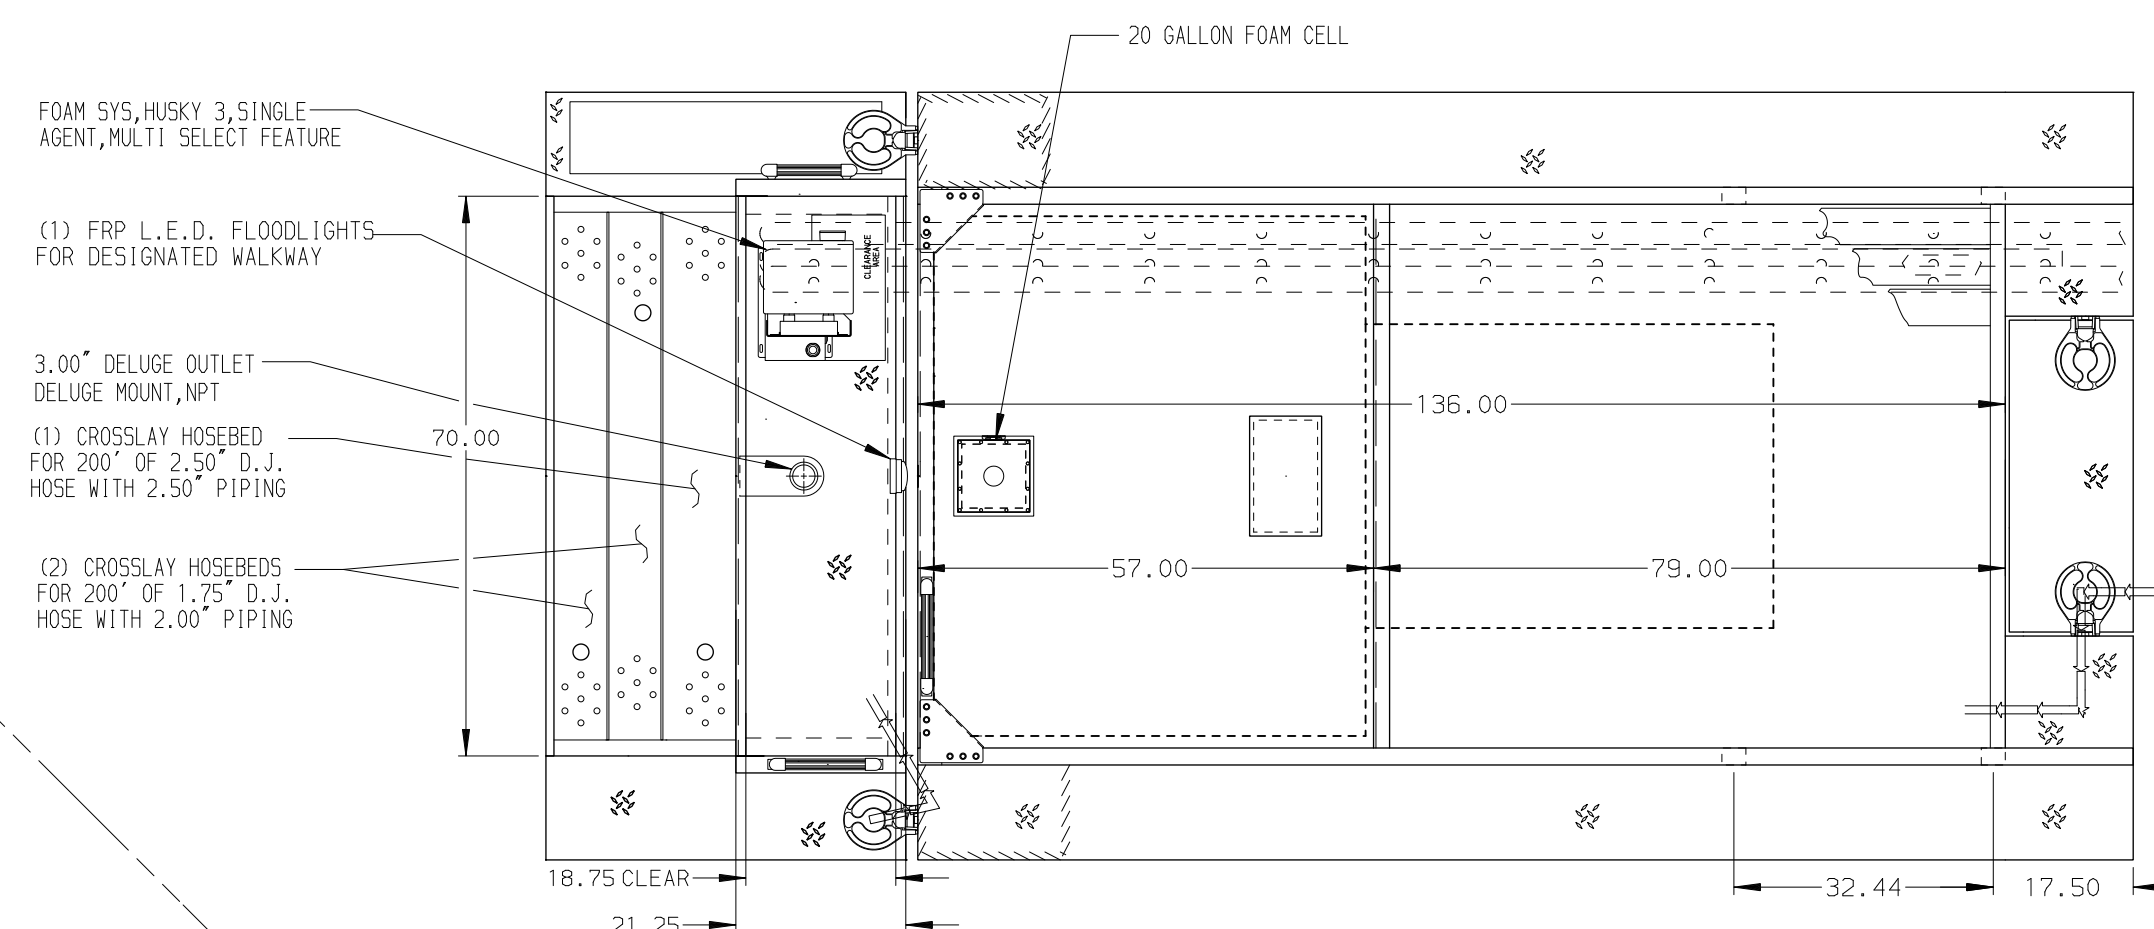 20 GALLON FOAM CELL
FOAM SYS,HUSKY 3,SINGLE
AGENT,MULTI SELECT FEATURE
(1) FRP L.E.D. FLOODLIGHTS
FOR DESIGNATED WALKWAY
CLEARANCE
AREA
3.00" DELUGE OUTLET
DELUGE MOUNT,NPT
(1) CROSSLAY HOSEBED
FOR 200' OF 2.50" D.J.
HOSE WITH 2.50" PIPING
(2) CROSSLAY HOSEBEDS
FOR 200' OF 1.75" D.J.
HOSE WITH 2.00" PIPING
70.00
136.00
57.00
79.00
18.75 CLEAR
21.25
32.44
17.50